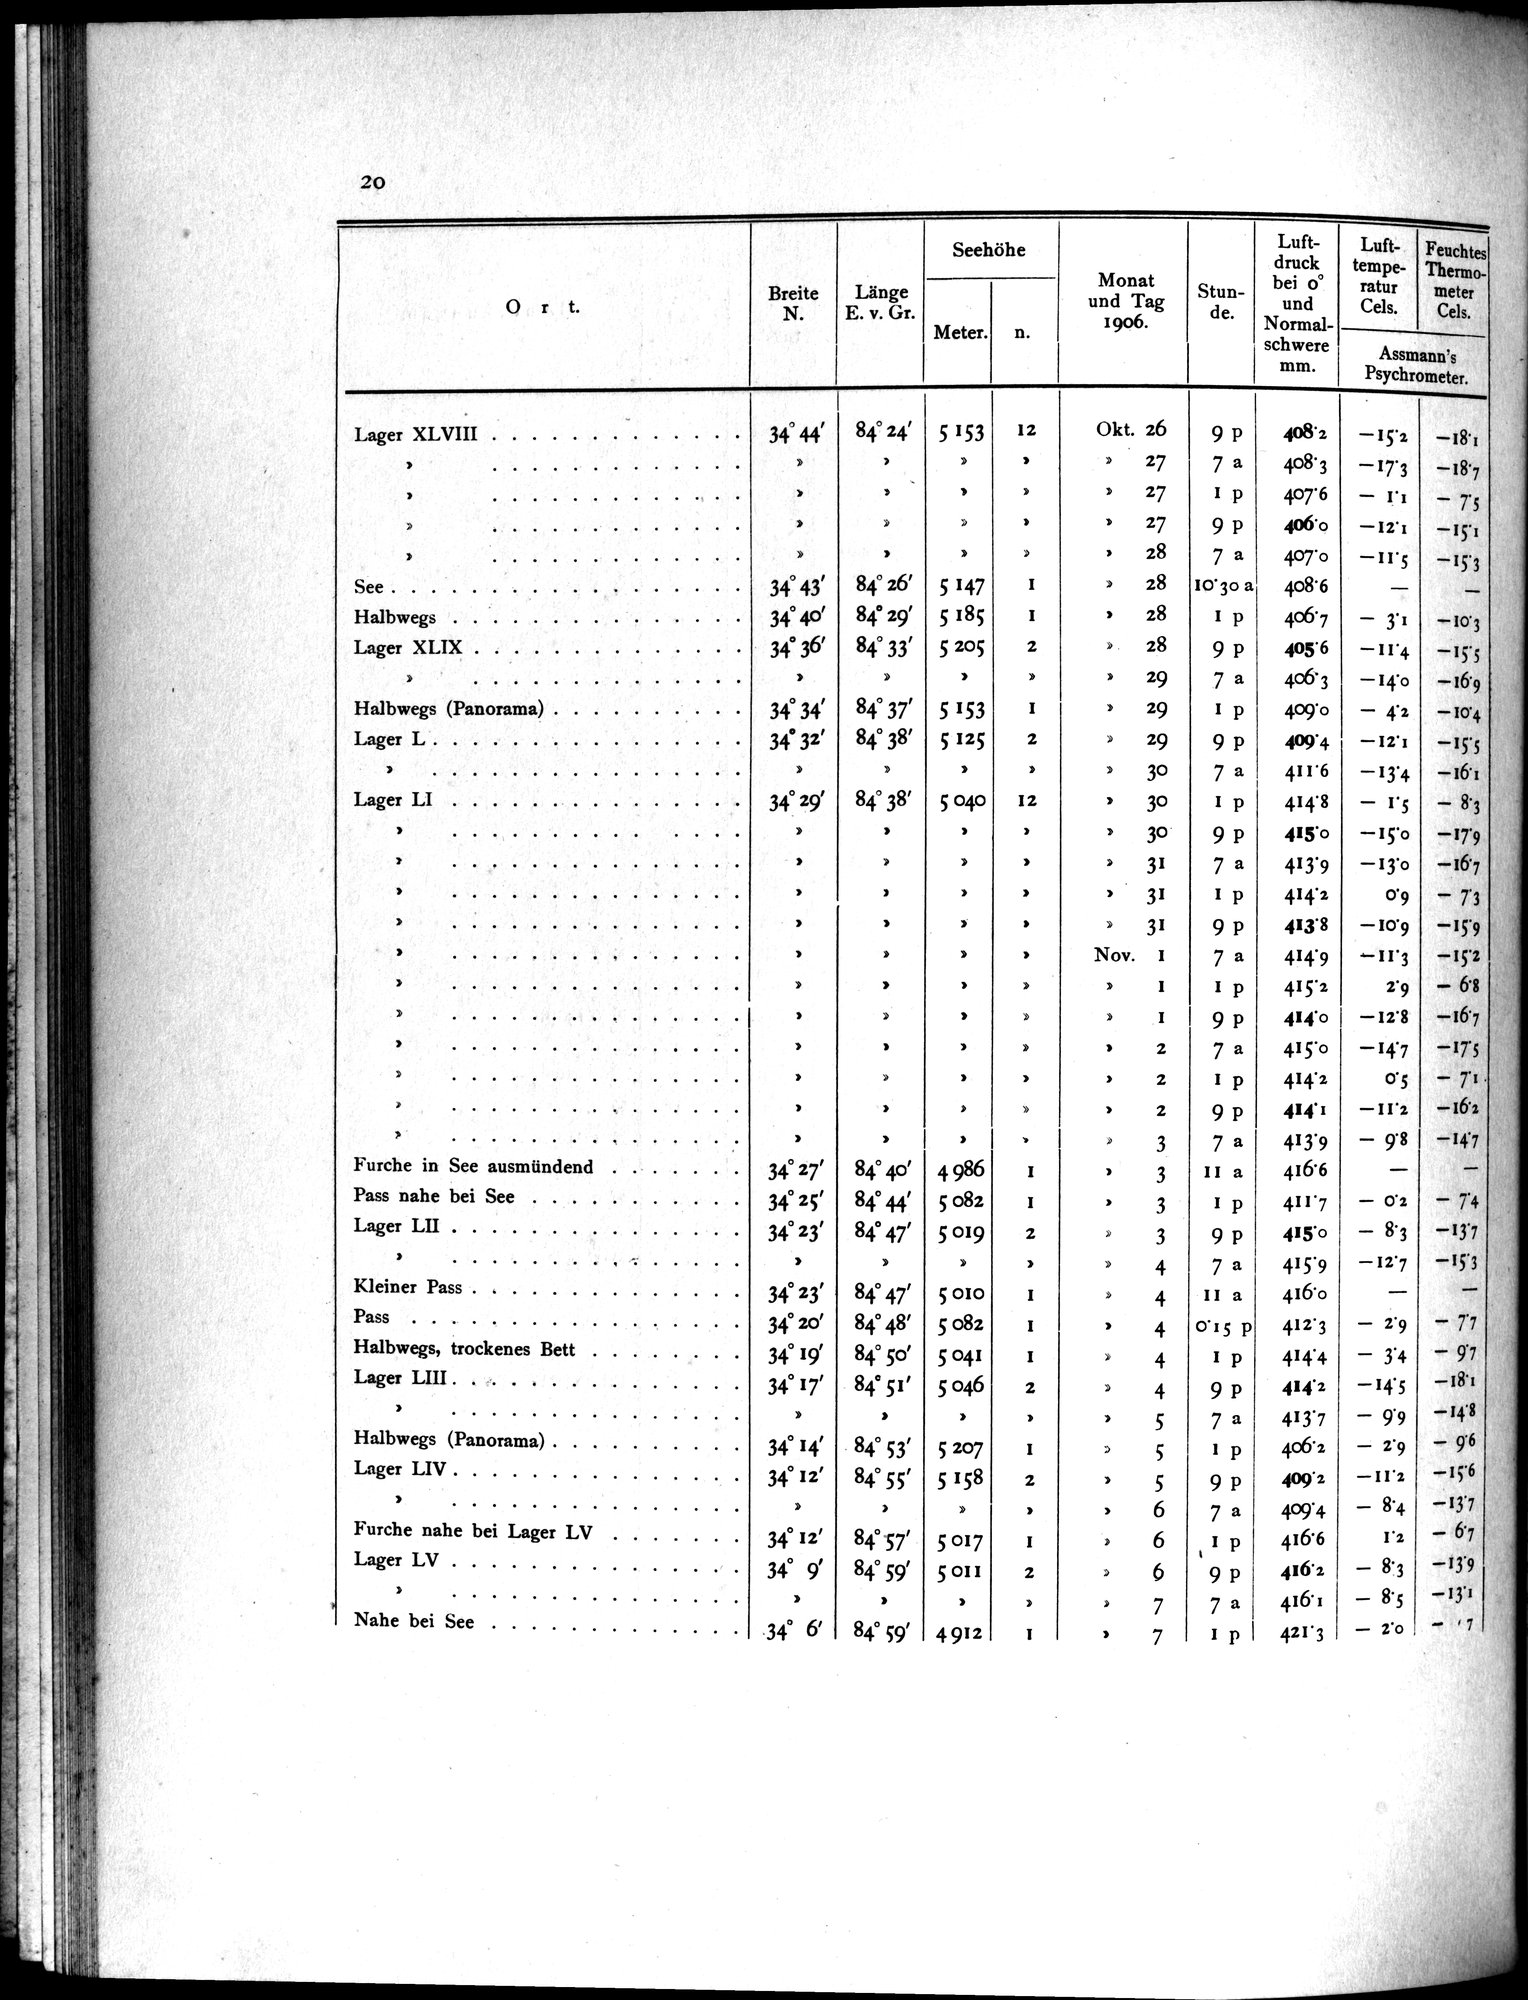 20
O r t. Breite N. Länge E. v. Gr. Seehöhe Meter. n. Monat und Tag 1906. Stun-de. Luft-druck bei 0° und Normal-schwere mm. Luft-tempe-ratur Cels. Feuchtes Thermo-meter Cels. Assmann's Psychrometer.
Lager XLVIII . . . . . . . . . . . . . 34° 44′ 84° 24′ 5 153 12 Okt. 26 9 p 408·2 —15·2 —18·1
» . . . . . . . . . . . . . » » » » » 27 7 a 408·3 —17·3 —18·7
» . . . . . . . . . . . . . » » » » » 27 1 p 407·6 — 1·1 — 7·5
» . . . . . . . . . . . . . » » » » » 27 9 p 406·0 —12·1 —15·1
» . . . . . . . . . . . . . » » » » » 28 7 a 407·0 —11·5 —15·3
See . . . . . . . . . . . . . . . . . . 34° 43′ 84° 26′ 5 147 1 » 28 10·30 a 408·6 — —
Halbwegs . . . . . . . . . . . . . . . 34° 40′ 84° 29′ 5 185 1 » 28 1 p 406·7 — 3·1 —10·3
Lager XLIX . . . . . . . . . . . . . . 34° 36′ 84° 33′ 5 205 2 » 28 9 p 405·6 —11·4 —15·5
» . . . . . . . . . . . . . . » » » » » 29 7 a 406·3 —14·0 —16·9
Halbwegs (Panorama) . . . . . . . . . . 34° 34′ 84° 37′ 5 153 1 » 29 1 p 409·0 — 4·2 —10·4
Lager L . . . . . . . . . . . . . . . . 34° 32′ 84° 38′ 5 125 2 » 29 9 p 409·4 —12·1 —15·5
» . . . . . . . . . . . . . . . . » » » » » 30 7 a 411·6 —13·4 —16·1
Lager LI . . . . . . . . . . . . . . . 34° 29′ 84° 38′ 5 040 12 » 30 1 p 414·8 — 1·5 — 8·3
» . . . . . . . . . . . . . » » » » » 30 9 p 415·0 —15·0 —17·9
» . . . . . . . . . . . . . . . » » » » » 31 7 a 413·9 —13·0 —16·7
» . . . . . . . . . . . . . . . » » » » » 31 1 p 414·2 0·9 — 7·3
» . . . . . . . . . . . . . . . » » » » » 31 9 p 413·8 —10·9 —15·9
» . . . . . . . . . . . . . . . » » » » Nov. 1 7 a 414·9 —11·3 —15·2
» . . . . . . . . . . . . . . . » » » » » 1 1 p 415·2 2·9 — 6·8
» . . . . . . . . . . . . . . . » » » » » 1 9 p 414·0 —12·8 —16·7
» . . . . . . . . . . . . . . . » » » » » 2 7 a 415·0 —14·7 —17·5
» . . . . . . . . . . . . . . . » » » » » 2 1 p 414·2 0·5 — 7·1
» . . . . . . . . . . . . . . . » » » » » 2 9 p 414·1 —11·2 —16·2
» . . . . . . . . . . . . . . . » » » » » 3 7 a 413·9 — 9·8 —14·7
Furche in See ausmündend . . . . . . . 34° 27′ 84° 40′ 4 986 1 » 3 11 a 416·6 — —
Pass nahe bei See . . . . . . . . . . . 34° 25′ 84° 44′ 5 082 1 » 3 1 p 411·7 — 0·2 — 7·4
Lager LII . . . . . . . . . . . . . . . 34° 23′ 84° 47′ 5 019 2 » 3 9 p 415·0 — 8·3 —13·7
» . . . . . . . . . . . . . . . » » » » » 4 7 a 415·9 —12·7 —15·3
Kleiner Pass . . . . . . . . . . . . . . 34° 23′ 84° 47′ 5 010 1 » 4 11 a 416·0 — —
Pass . . . . . . . . . . . . . . . . . 34° 20′ 84° 48′ 5 082 1 » 4 0·15 p 412·3 — 2·9 — 7·7
Halbwegs, trockenes Bett . . . . . . . . 34° 19′ 84° 50′ 5 041 1 » 4 1 p 414·4 — 3·4 — 9·7
Lager LIII . . . . . . . . . . . . . . . 34° 17′ 84° 51′ 5 046 2 » 4 9 p 414·2 —14·5 —18·1
» . . . . . . . . . . . . . . . » » » » » 5 7 a 413·7 — 9·9 —14·8
Halbwegs (Panorama) . . . . . . . . . . 34° 14′ 84° 53′ 5 207 1 » 5 1 p 406·2 — 2·9 — 9·6
Lager LIV . . . . . . . . . . . . . . . 34° 12′ 84° 55′ 5 158 2 » 5 9 p 409·2 —11·2 —15·6
» . . . . . . . . . . . . . . . » » » » » 6 7 a 409·4 — 8·4 —13·7
Furche nahe bei Lager LV . . . . . . . 34° 12′ 84° 57′ 5 017 1 » 6 1 p 416·6 1·2 — 6·7
Lager LV . . . . . . . . . . . . . . . 34° 9′ 84° 59′ 5 011 2 » 6 9 p 416·2 — 8·3 —13·9
» . . . . . . . . . . . . . . . » » » » » 7 7 a 416·1 — 8·5 —13·1
Nahe bei See . . . . . . . . . . . . . 34° 6′ 84° 59′ 4 912 1 » 7 1 p 421·3 — 2·0 — ·7